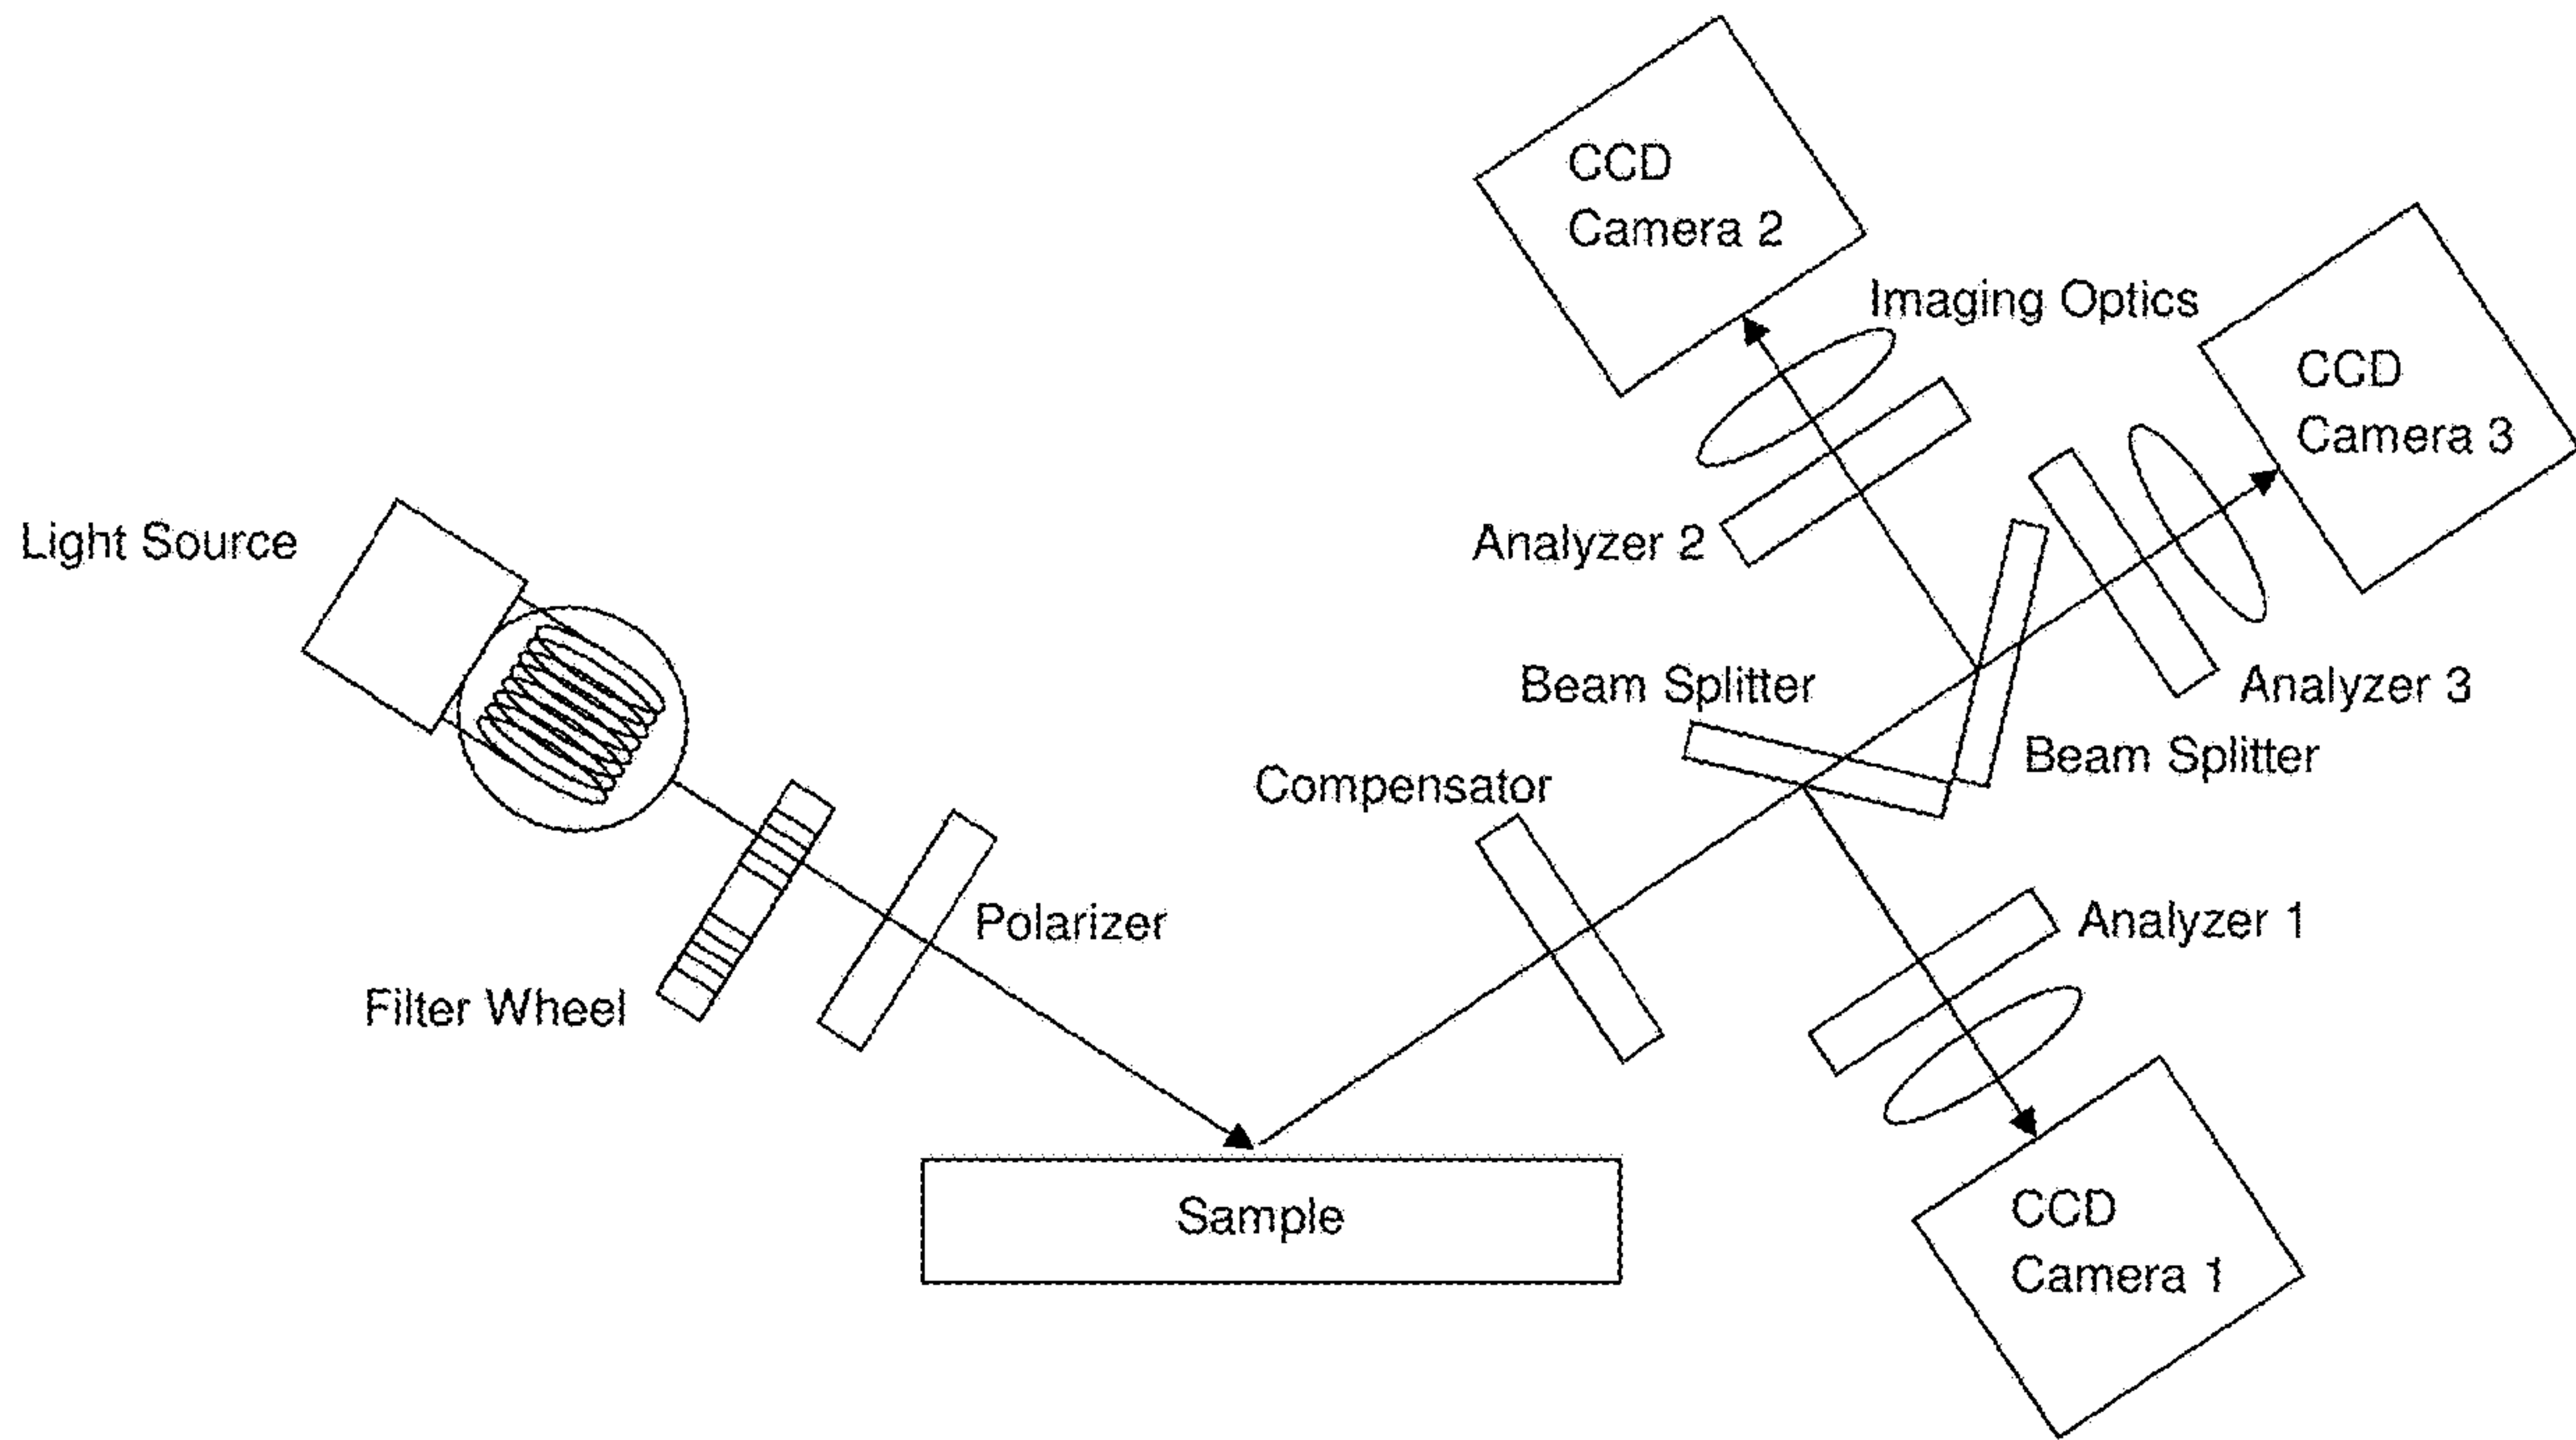 CCD
Camera 2
Imaging Optics
CCD
Camera 3
Light Source
Analyzer 2
Beam Splitter
Analyzer 3
Beam Splitter
Compensator
Polarizer
Analyzer 1
Filter Wheel
Sample
CCD
Camera 1